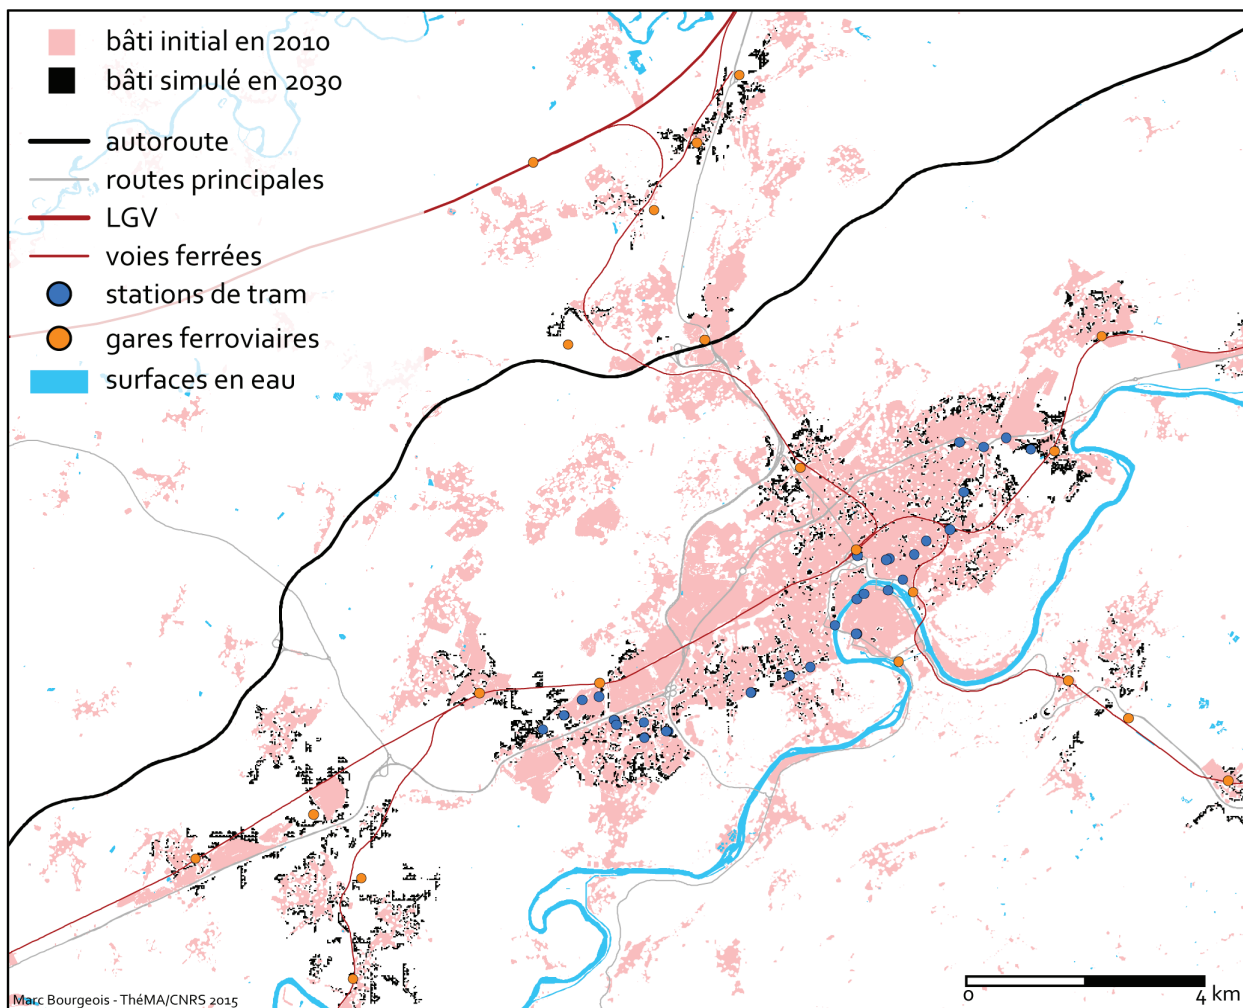 bâti initial en 2010
bâti simulé en 2030
autoroute
routes principales
LGV
voies ferrées
stations de tram
gares ferroviaires
surfaces en eau
Marc Bourgeois - ThéMA/CNRS 2015
0 4 km